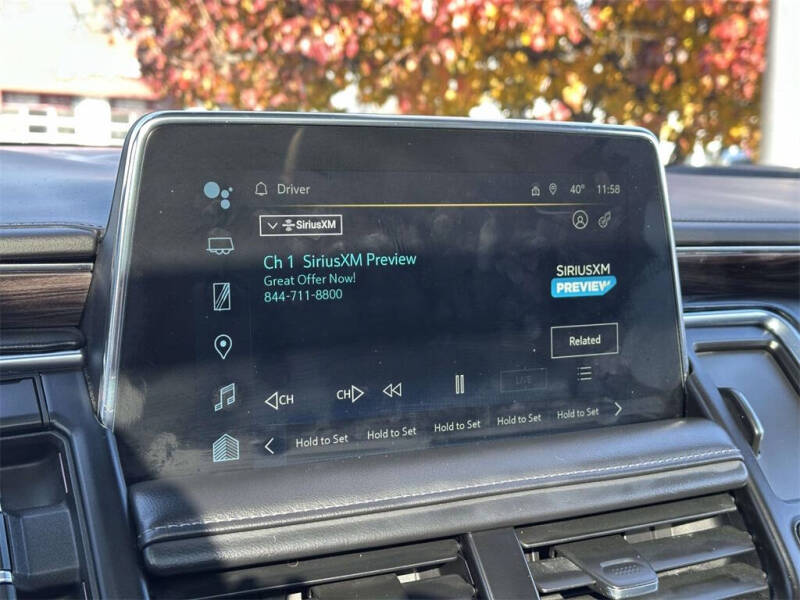 Driver 40° 11:58
SiriusXM
Ch 1 SiriusXM Preview
Great Offer Now!
844-711-8800
SIRIUSXM
PREVIEW
Related
CH CH LIVE
Hold to Set Hold to Set Hold to Set Hold to Set Hold to Set